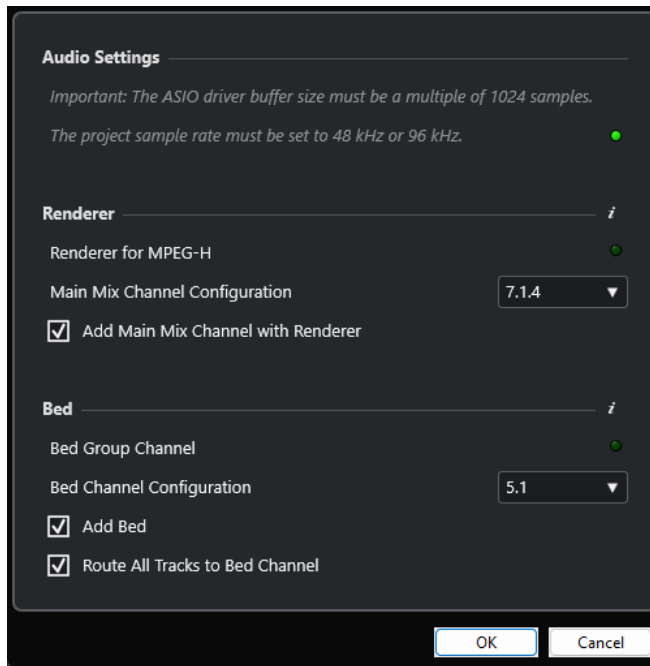 Audio Settings
Important: The ASIO driver buffer size must be a multiple of 1024 samples.
The project sample rate must be set to 48 kHz or 96 kHz.
Renderer
i
Renderer for MPEG-H
Main Mix Channel Configuration
7.1.4
Add Main Mix Channel with Renderer
Bed
i
Bed Group Channel
Bed Channel Configuration
5.1
Add Bed
Route All Tracks to Bed Channel
OK
Cancel